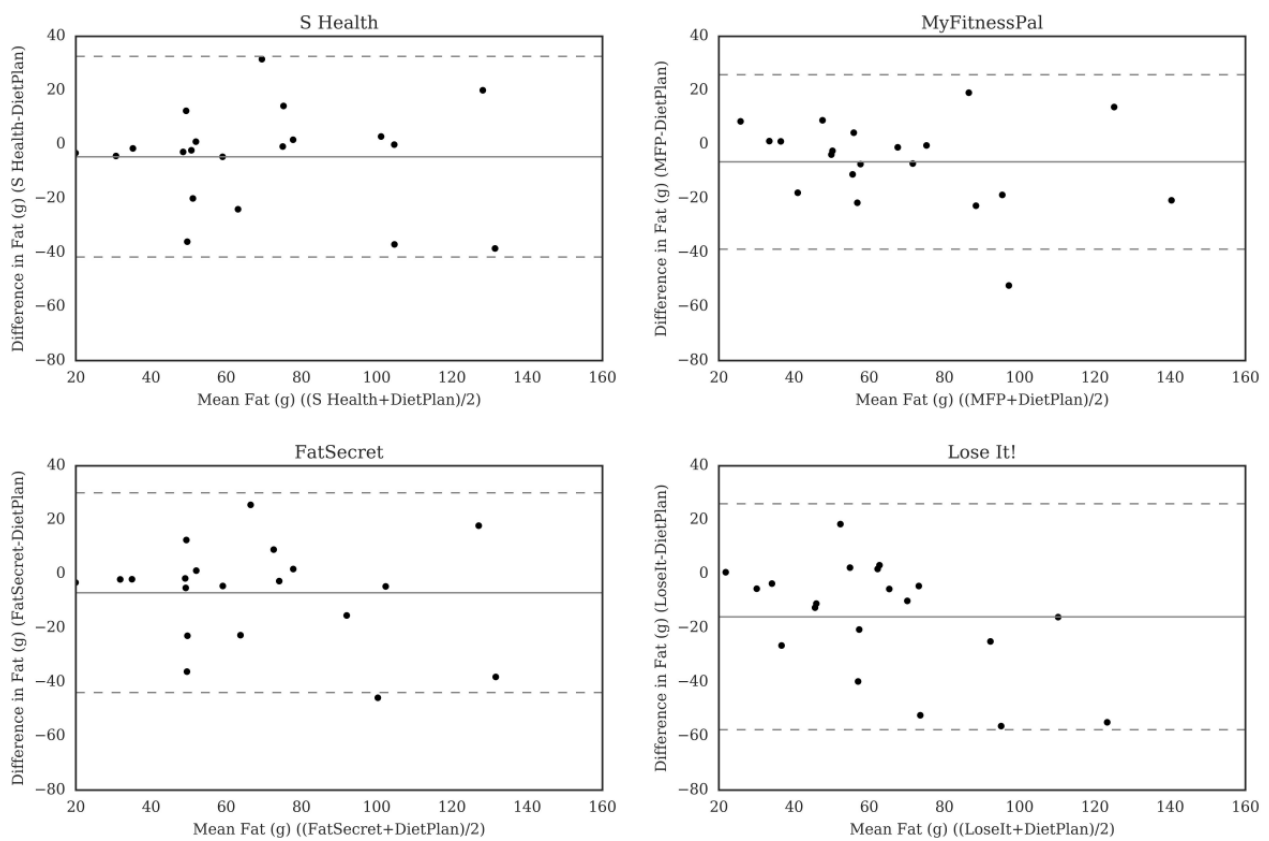 S Health
40
20
0
−20
−40
−60
−80
Difference in Fat (g) (S Health-DietPlan)
20 40 60 80 100 120 140 160
Mean Fat (g) ((S Health+DietPlan)/2)
MyFitnessPal
40
20
0
−20
−40
−60
−80
Difference in Fat (g) (MFP-DietPlan)
20 40 60 80 100 120 140 160
Mean Fat (g) ((MFP+DietPlan)/2)
FatSecret
40
20
0
−20
−40
−60
−80
Difference in Fat (g) (FatSecret-DietPlan)
20 40 60 80 100 120 140 160
Mean Fat (g) ((FatSecret+DietPlan)/2)
Lose It!
40
20
0
−20
−40
−60
−80
Difference in Fat (g) (LoseIt-DietPlan)
20 40 60 80 100 120 140 160
Mean Fat (g) ((LoseIt+DietPlan)/2)